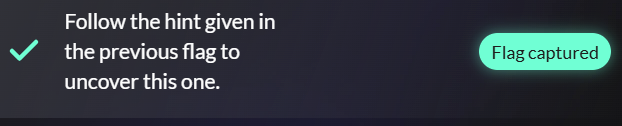 Follow the hint given in
the previous flag to
uncover this one.
Flag captured